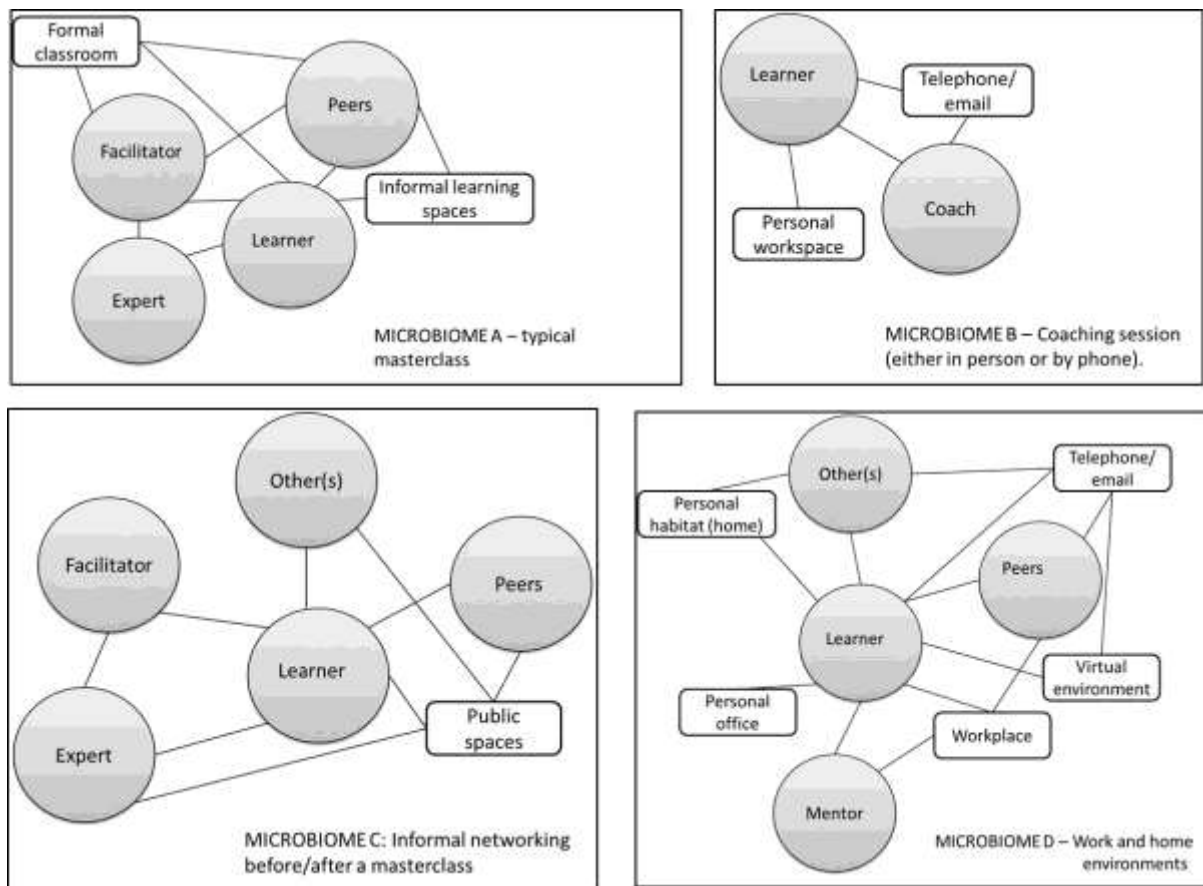 Formal
classroom
Peers
Facilitator
Informal learning
spaces
Learner
Expert
MICROBIOME A – typical
masterclass
Learner
Telephone/
email
Coach
Personal
workspace
MICROBIOME B – Coaching session
(either in person or by phone).
Other(s)
Facilitator
Peers
Learner
Public
spaces
Expert
MICROBIOME C: Informal networking
before/after a masterclass
Other(s)
Telephone/
email
Personal
habitat (home)
Peers
Learner
Virtual
environment
Personal
office
Workplace
Mentor
MICROBIOME D – Work and home
environments